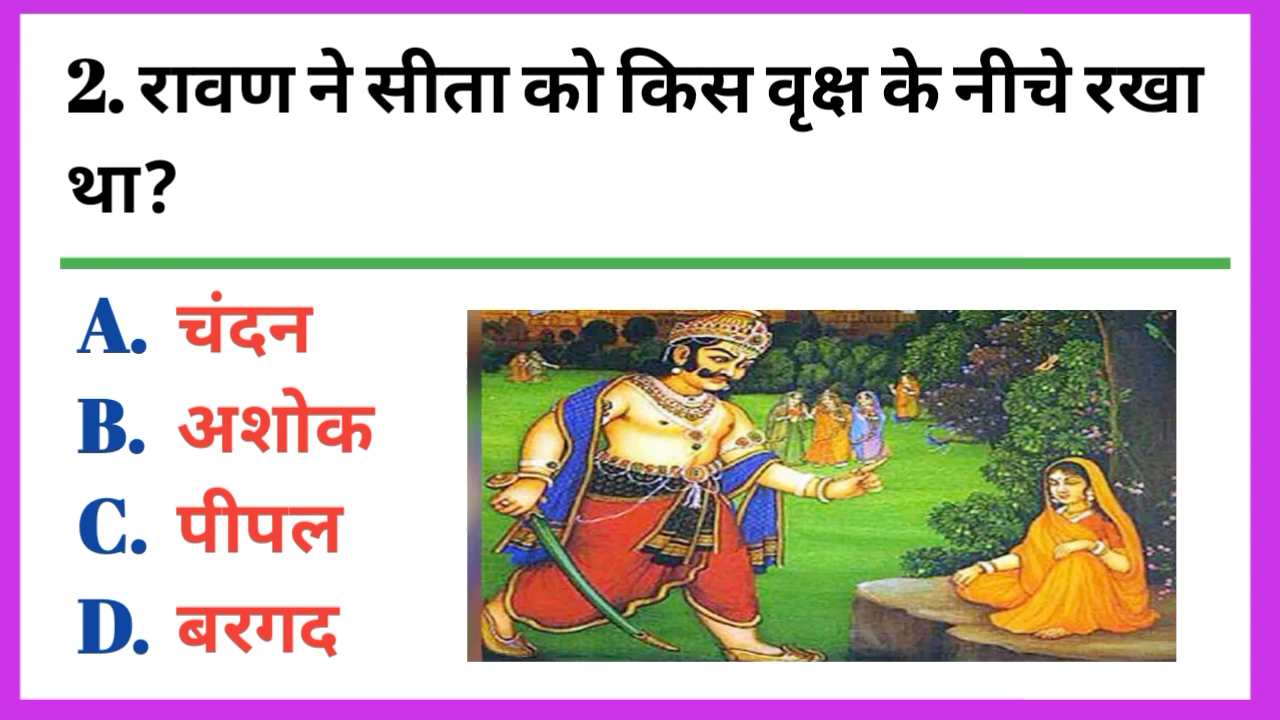 2. रावण ने सीता को किस वृक्ष के नीचे रखा
था?
A. चंदन
B. अशोक
C. पीपल
D. बरगद